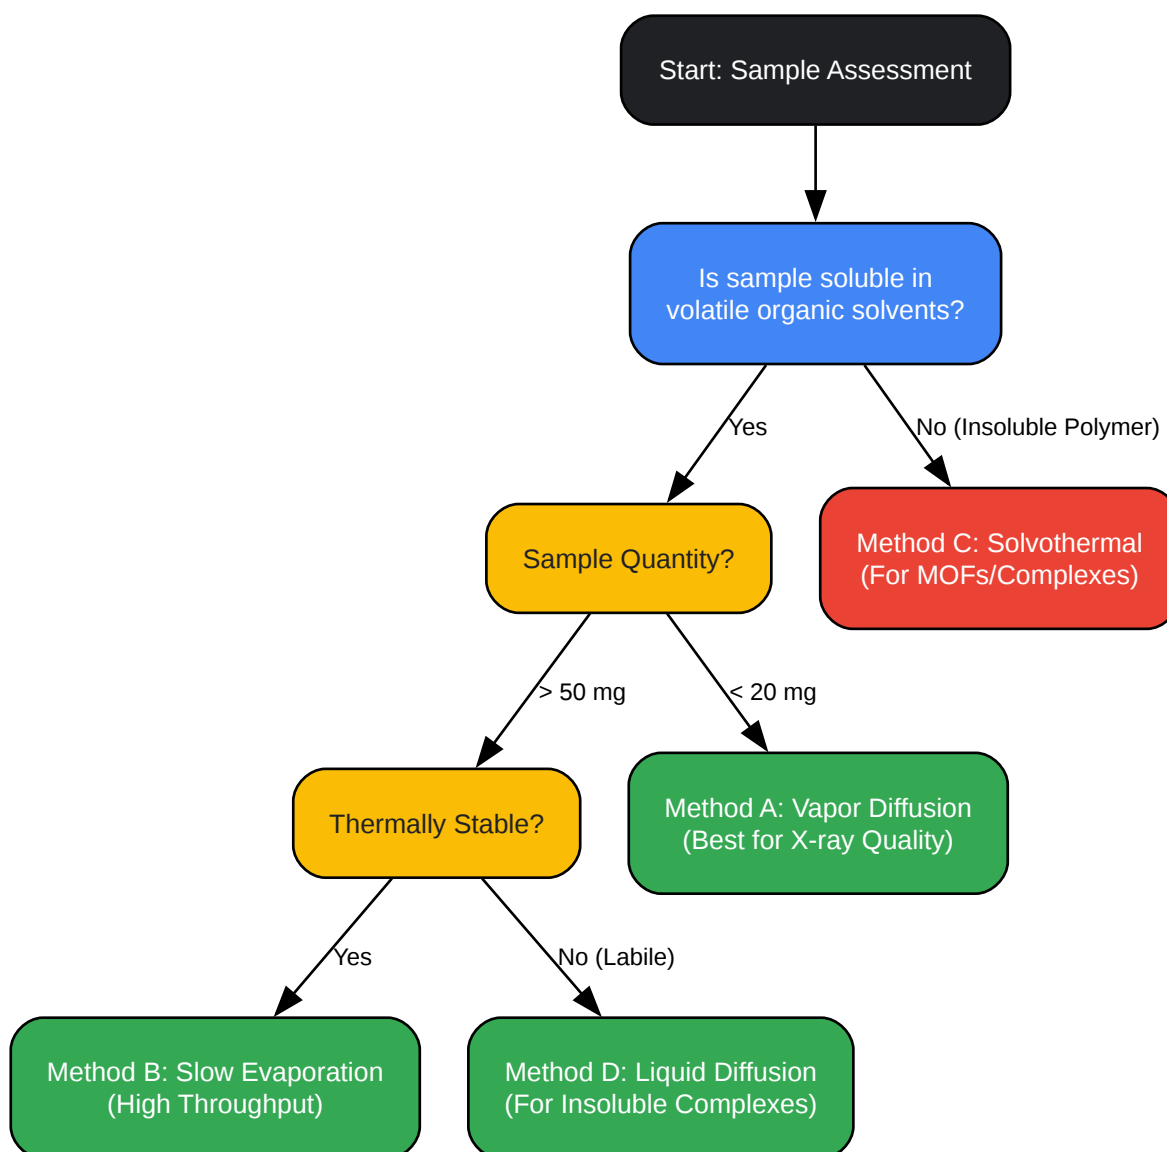 Start: Sample Assessment
Is sample soluble in
volatile organic solvents?
Yes
No (Insoluble Polymer)
Sample Quantity?
Method C: Solvothermal
(For MOFs/Complexes)
> 50 mg
< 20 mg
Thermally Stable?
Method A: Vapor Diffusion
(Best for X-ray Quality)
Yes
No (Labile)
Method B: Slow Evaporation
(High Throughput)
Method D: Liquid Diffusion
(For Insoluble Complexes)